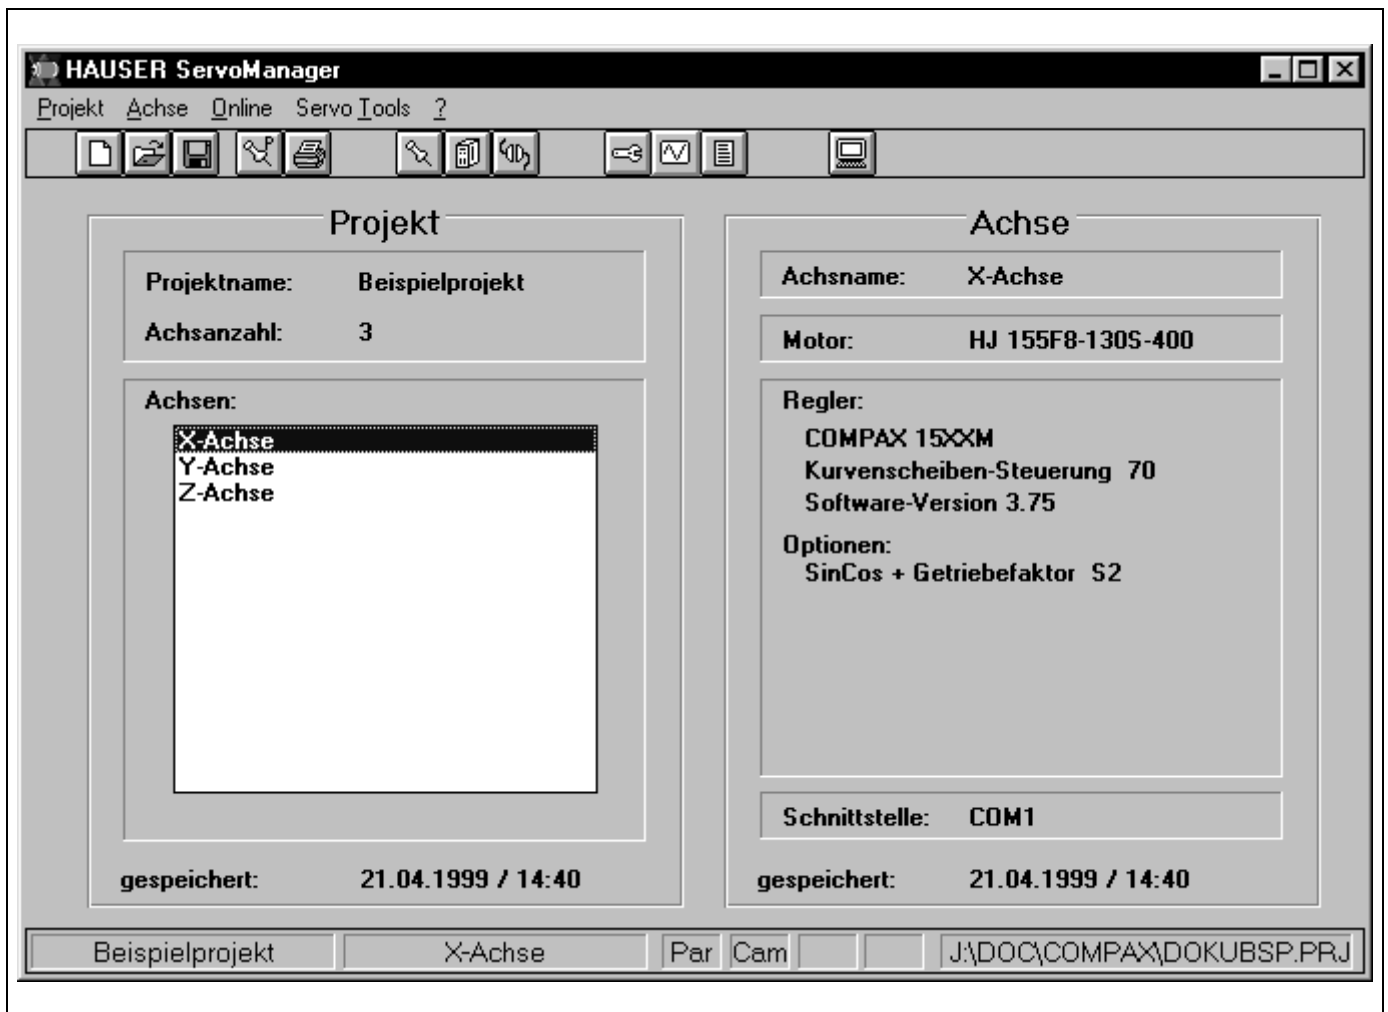 HAUSER ServoManager
Projekt Achse Online Servo Tools ?
Projekt
Projektname: Beispielprojekt
Achsanzahl: 3
Achsen:
X-Achse
Y-Achse
Z-Achse
gespeichert: 21.04.1999 / 14:40
Achse
Achsname: X-Achse
Motor: HJ 155F8-130S-400
Regler:
COMPAX 15XXM
Kurvenscheiben-Steuerung 70
Software-Version 3.75
Optionen:
SinCos + Getriebefaktor S2
Schnittstelle: COM1
gespeichert: 21.04.1999 / 14:40
Beispielprojekt X-Achse Par Cam J:\DOC\COMPAX\DOKUBSP.PRJ